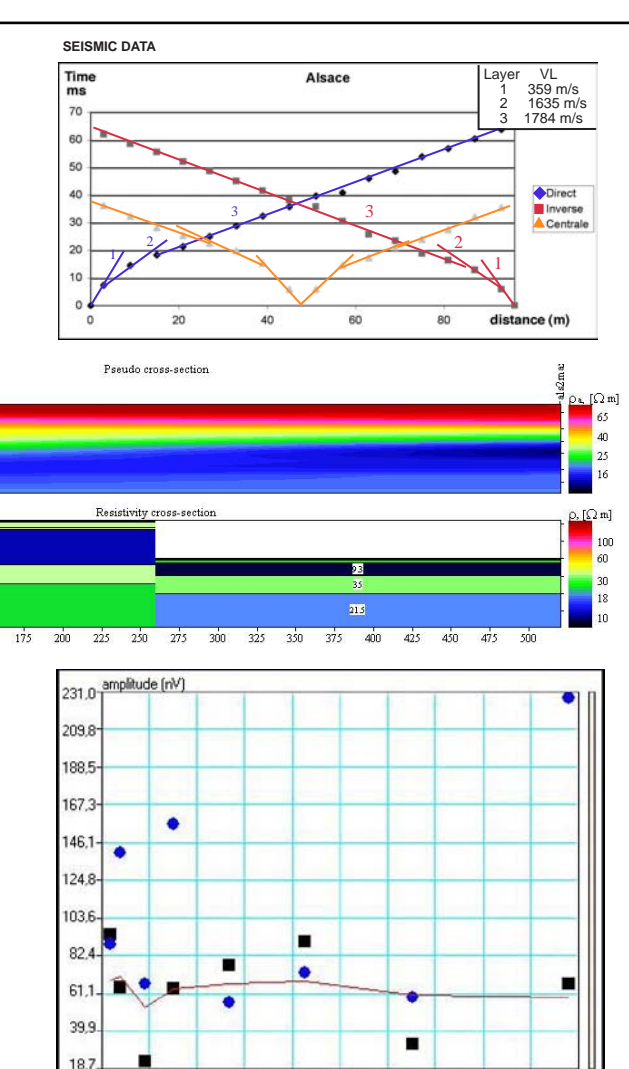 SEISMIC DATA
Time
ms
Alsace
Layer VL
1 359 m/s
2 1635 m/s
3 1784 m/s
70
60
50
40
30
20
10
0
1
2
3
3
2
1
Direct
Inverse
Centrale
0 20 40 60 80 distance (m)
Pseudo cross-section
ρa, [Ω m]
65
40
25
16
Resistivity cross-section
ρ, [Ω m]
100
60
30
18
10
9.3
35
21.5
175 200 225 250 275 300 325 350 375 400 425 450 475 500
amplitude (nV)
231,0
209,8
188,5
167,3
146,1
124,8
103,6
82,4
61,1
39,9
18,7